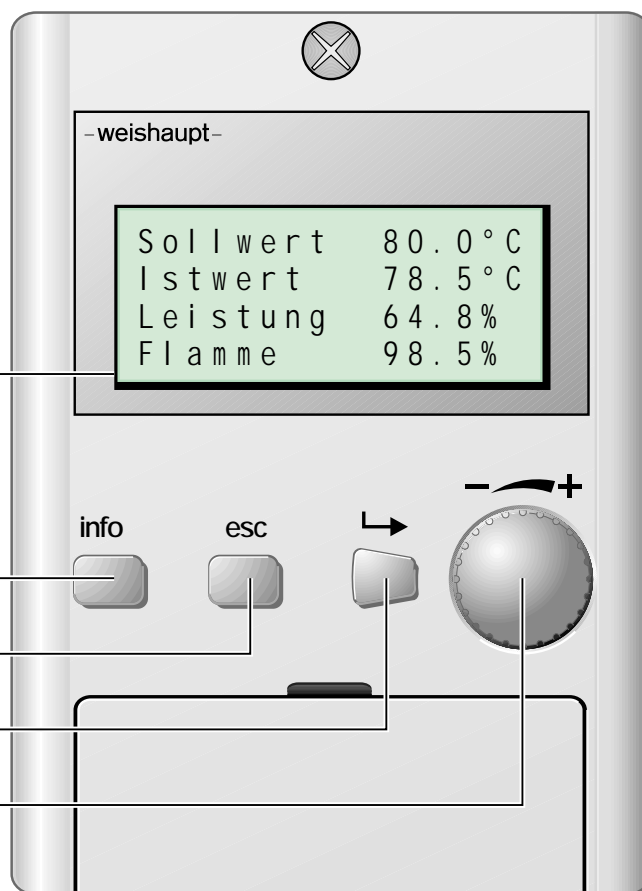 -weishaupt-
Sollwert 80.0°C
Istwert 78.5°C
Leistung 64.8%
Flamme 98.5%
− +
info esc